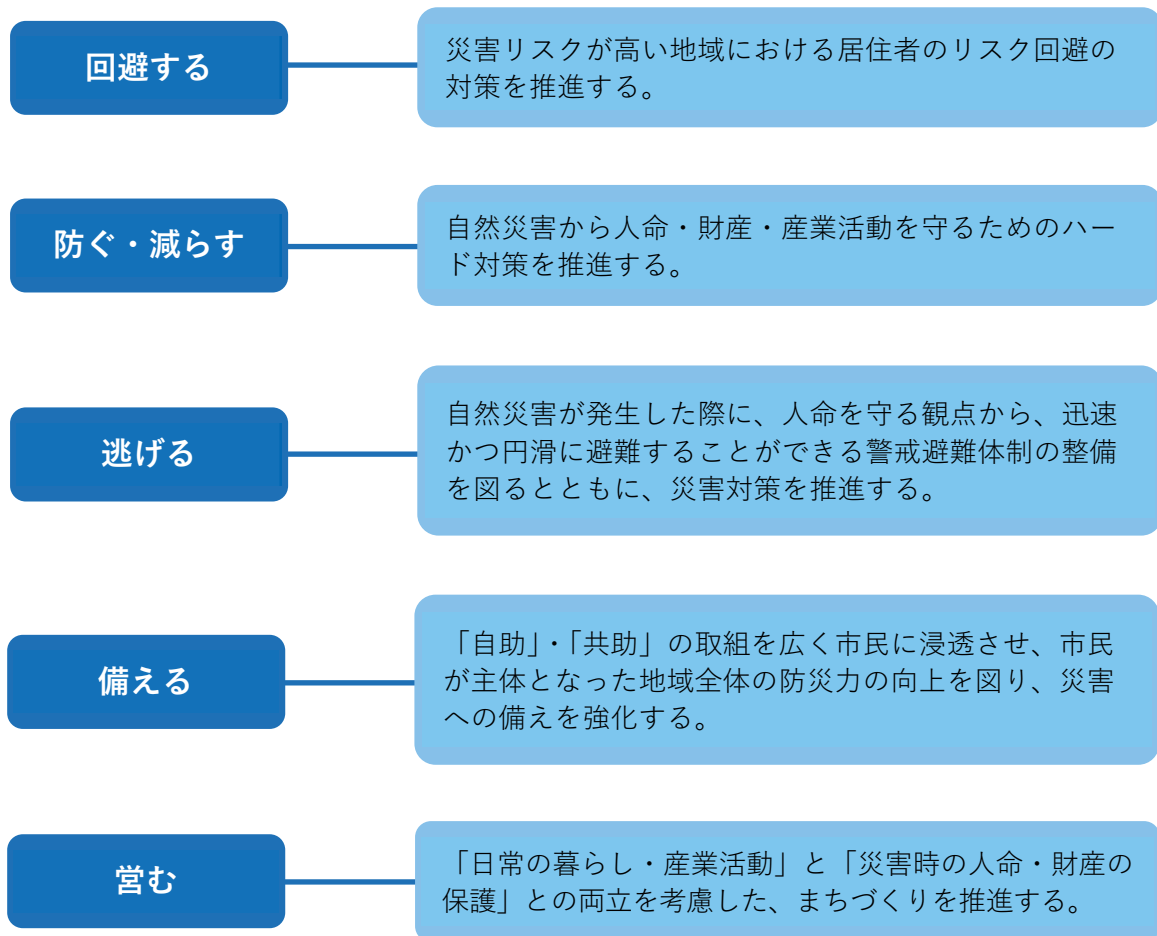 回避する
災害リスクが高い地域における居住者のリスク回避の
対策を推進する。
防ぐ・減らす
自然災害から人命・財産・産業活動を守るためのハー
ド対策を推進する。
逃げる
自然災害が発生した際に、人命を守る観点から、迅速
かつ円滑に避難することができる警戒避難体制の整備
を図るとともに、災害対策を推進する。
備える
「自助」・「共助」の取組を広く市民に浸透させ、市民
が主体となった地域全体の防災力の向上を図り、災害
への備えを強化する。
営む
「日常の暮らし・産業活動」と「災害時の人命・財産の
保護」との両立を考慮した、まちづくりを推進する。